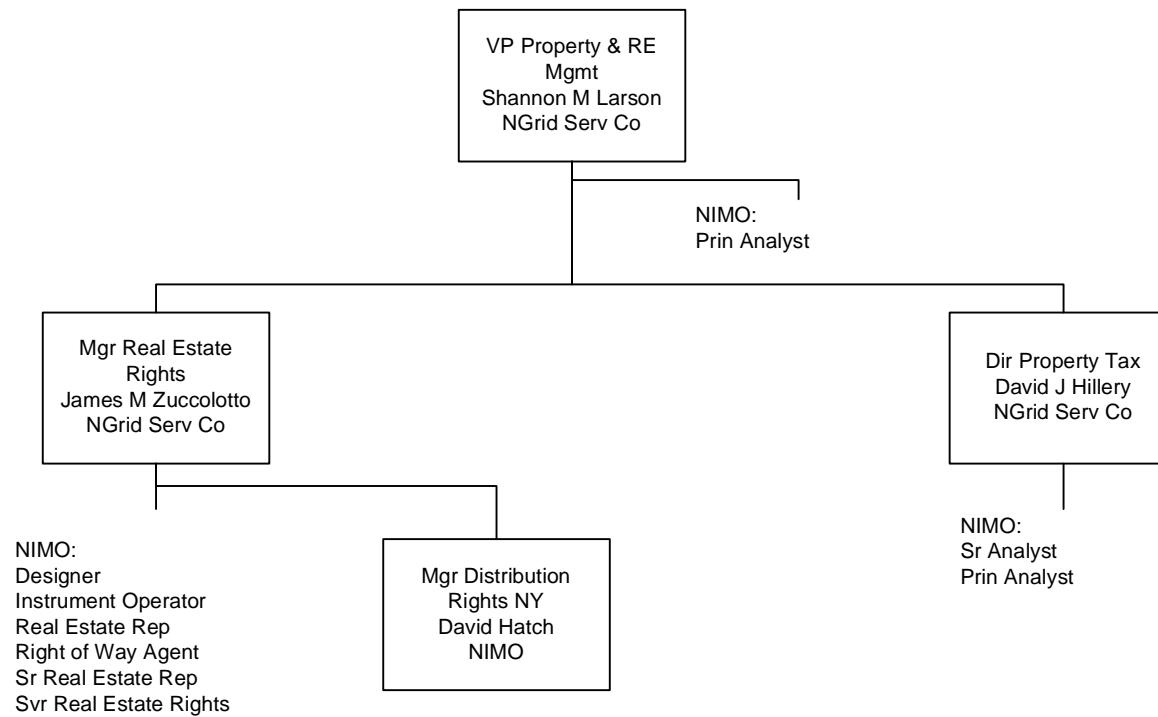 VP Property & RE
Mgmt
Shannon M Larson
NGrid Serv Co
NIMO:
Prin Analyst
Mgr Real Estate
Rights
James M Zuccolotto
NGrid Serv Co
Dir Property Tax
David J Hillery
NGrid Serv Co
NIMO:
Designer
Instrument Operator
Real Estate Rep
Right of Way Agent
Sr Real Estate Rep
Svr Real Estate Rights
Mgr Distribution
Rights NY
David Hatch
NIMO
NIMO:
Sr Analyst
Prin Analyst